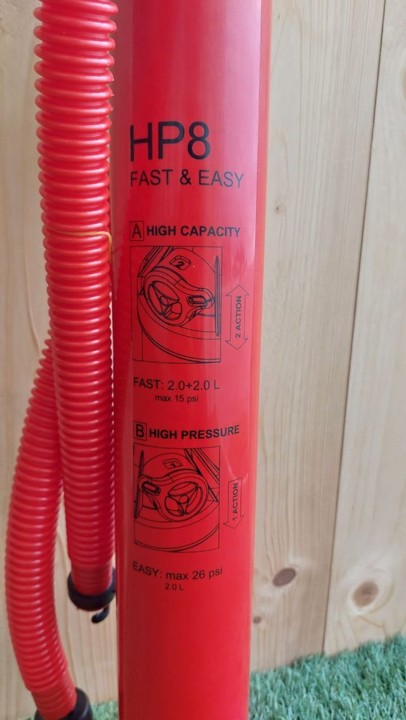 HP8
FAST & EASY
A HIGH CAPACITY
2
2 ACTION
FAST: 2.0+2.0 L
max 15 psi
B HIGH PRESSURE
1 ACTION
EASY: max 26 psi
2.0 L